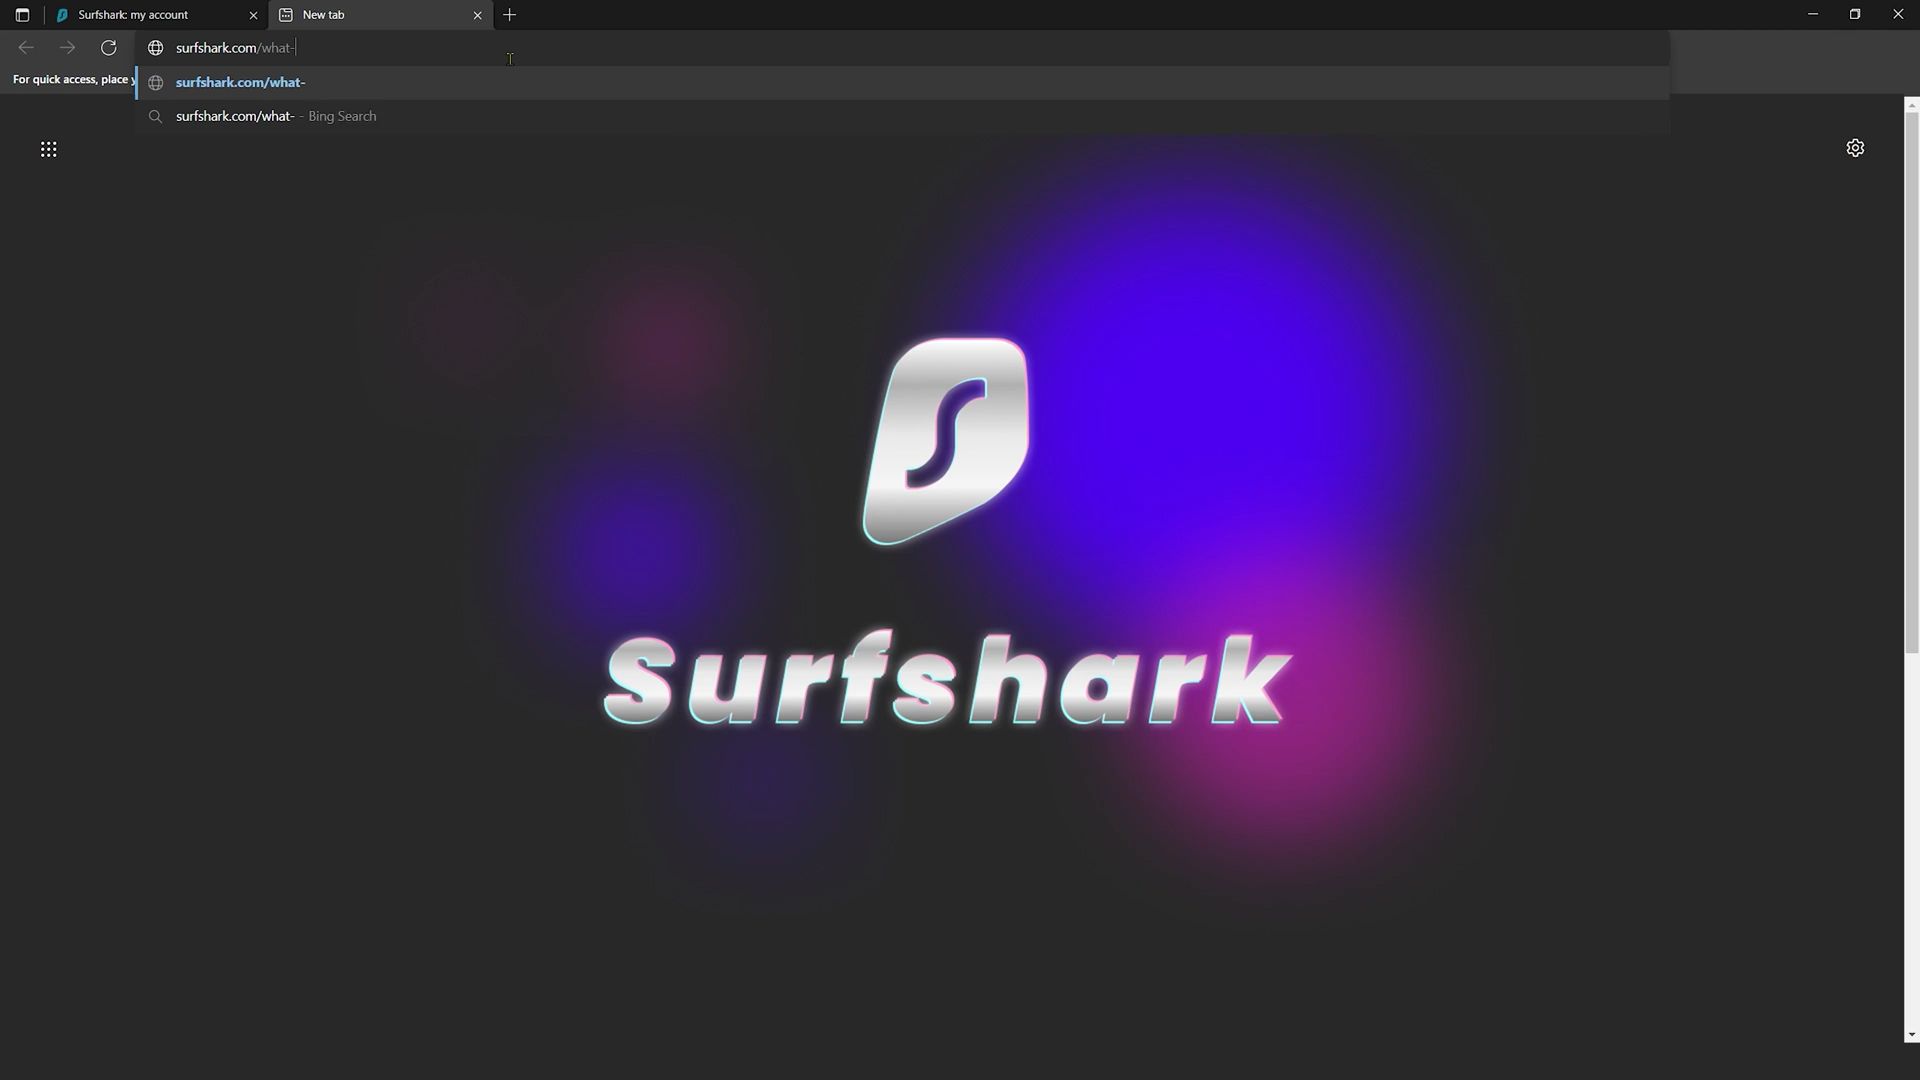 Surfshark: my account
New tab
surfshark.com/what-
For quick access, place y
surfshark.com/what-
surfshark.com/what- - Bing Search
Surfshark